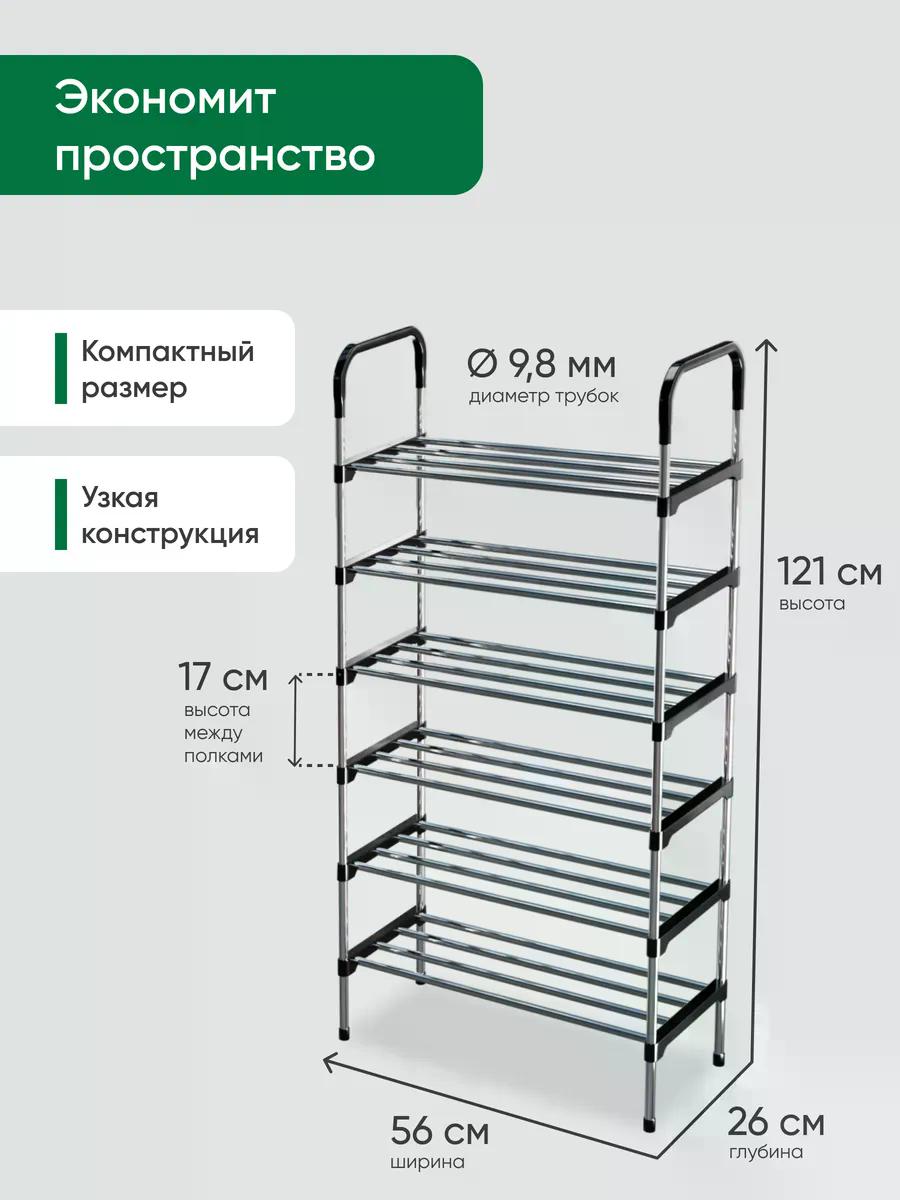 Экономит
пространство
Компактный
размер
Ø 9,8 мм
диаметр трубок
Узкая
конструкция
121 см
высота
17 см
высота
между
полками
56 см
ширина
26 см
глубина